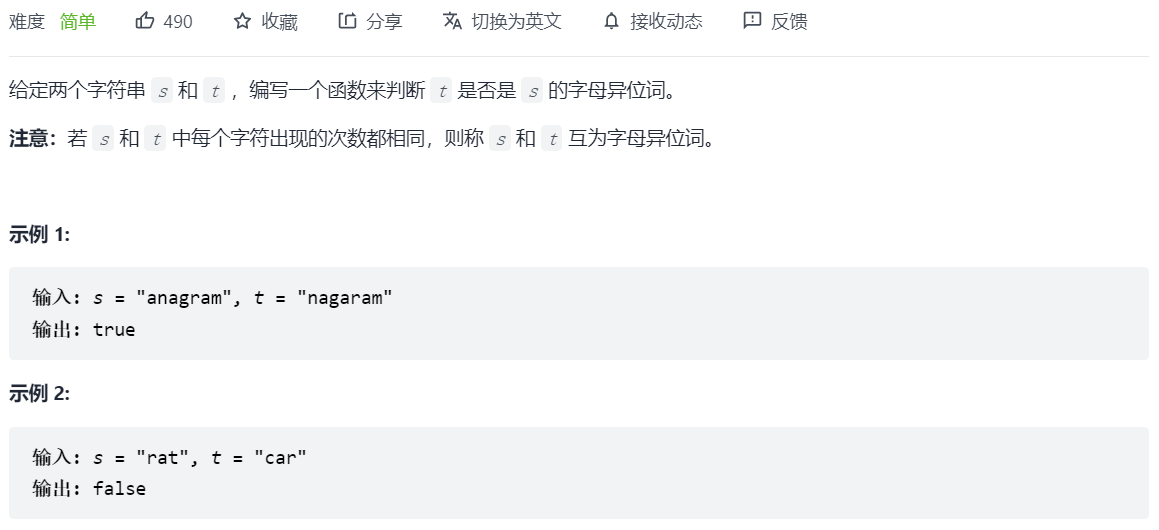 难度 简单 490 收藏 分享 切换为英文 接收动态 反馈
给定两个字符串 s 和 t ，编写一个函数来判断 t 是否是 s 的字母异位词。
注意：若 s 和 t 中每个字符出现的次数都相同，则称 s 和 t 互为字母异位词。
示例 1:
输入: s = "anagram", t = "nagaram"
输出: true
示例 2:
输入: s = "rat", t = "car"
输出: false